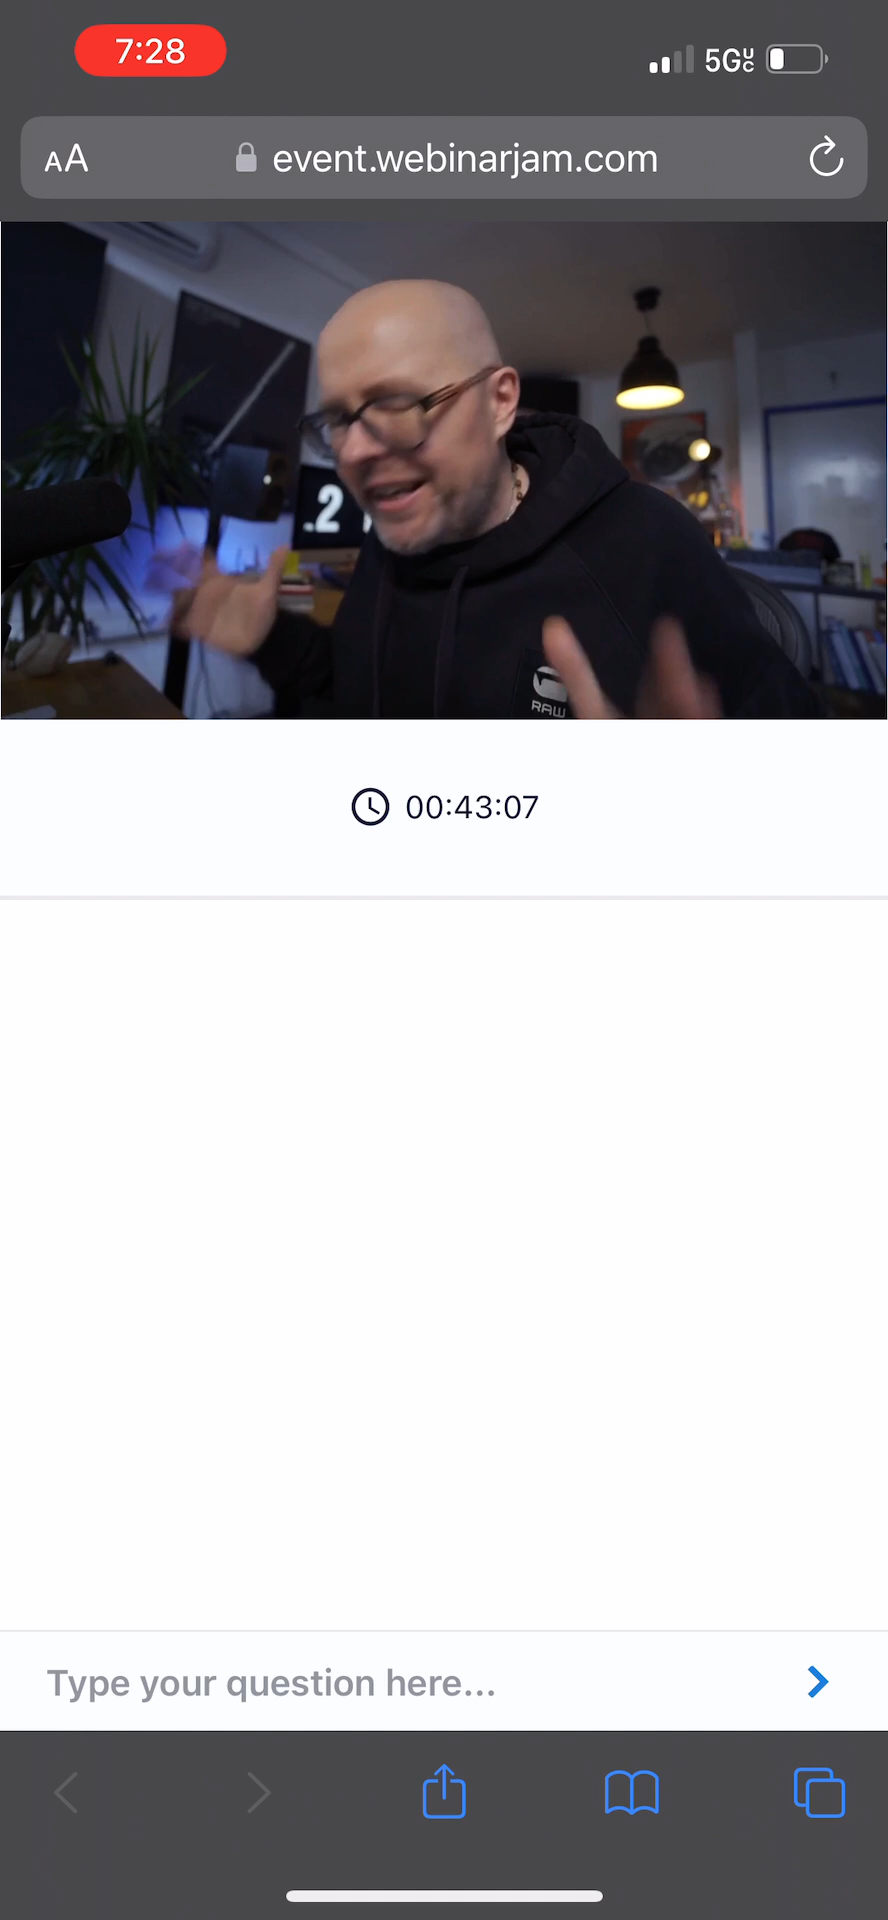 7:28
5G UC
AA
event.webinarjam.com
.2
RAW
00:43:07
Type your question here...